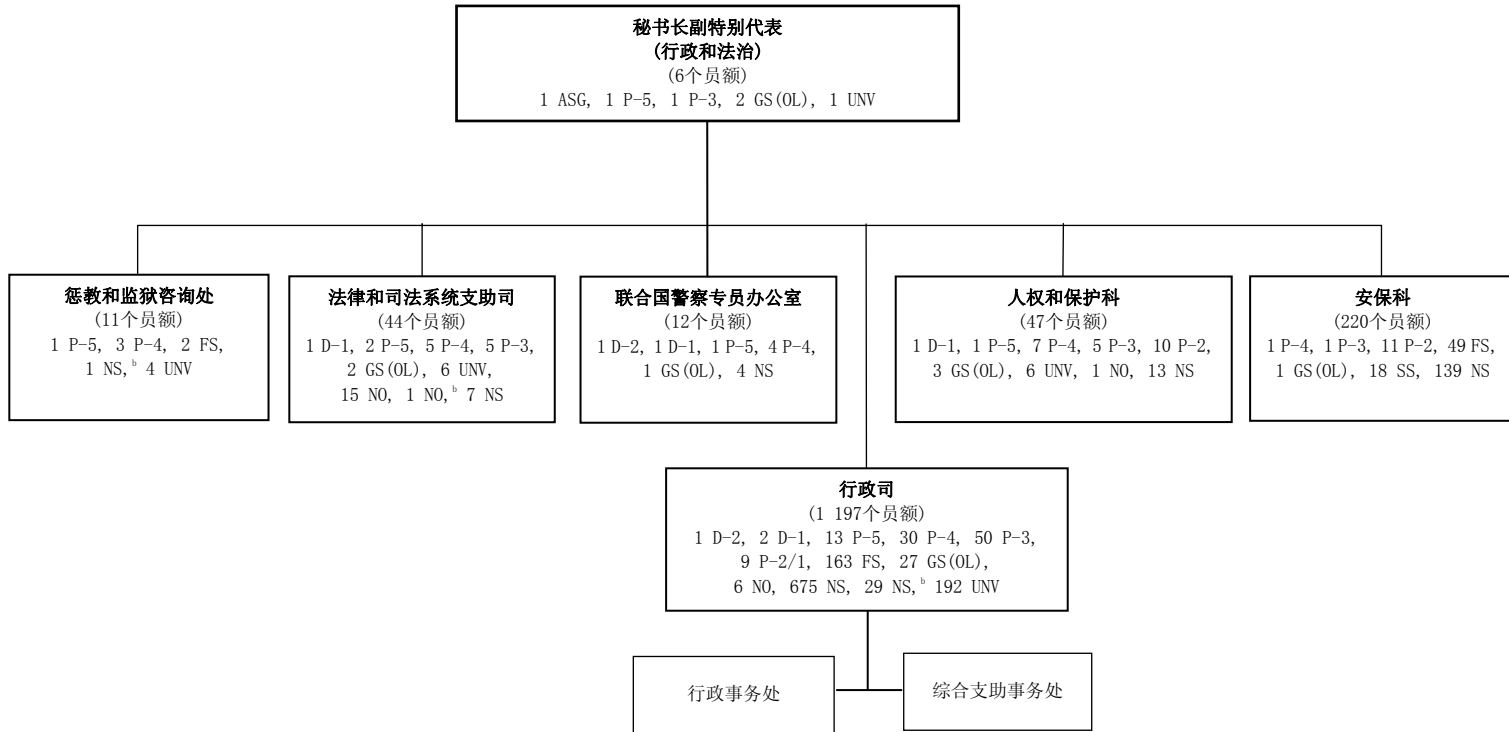 秘书长副特别代表
(行政和法治)
(6个员额)
1 ASG, 1 P-5, 1 P-3, 2 GS(OL), 1 UNV
惩教和监狱咨询处
(11个员额)
1 P-5, 3 P-4, 2 FS,
1 NS,ᵇ 4 UNV
法律和司法系统支助司
(44个员额)
1 D-1, 2 P-5, 5 P-4, 5 P-3,
2 GS(OL), 6 UNV,
15 NO, 1 NO,ᵇ 7 NS
联合国警察专员办公室
(12个员额)
1 D-2, 1 D-1, 1 P-5, 4 P-4,
1 GS(OL), 4 NS
人权和保护科
(47个员额)
1 D-1, 1 P-5, 7 P-4, 5 P-3, 10 P-2,
3 GS(OL), 6 UNV, 1 NO, 13 NS
安保科
(220个员额)
1 P-4, 1 P-3, 11 P-2, 49 FS,
1 GS(OL), 18 SS, 139 NS
行政司
(1 197个员额)
1 D-2, 2 D-1, 13 P-5, 30 P-4, 50 P-3,
9 P-2/1, 163 FS, 27 GS(OL),
6 NO, 675 NS, 29 NS,ᵇ 192 UNV
行政事务处
综合支助事务处